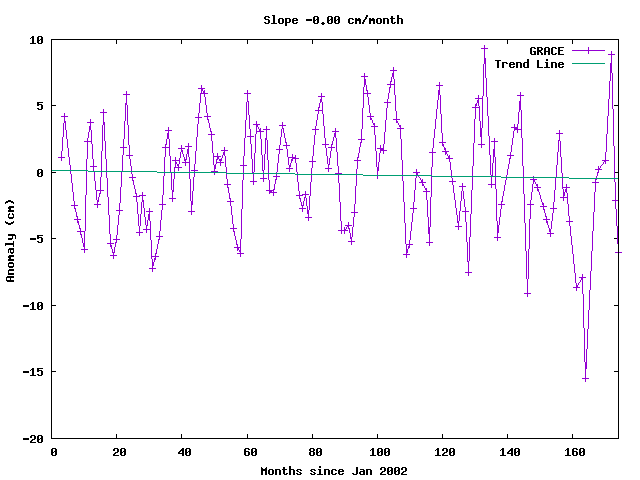 Slope -0.00 cm/month
GRACE
Trend Line
10
5
0
-5
-10
-15
-20
Anomaly (cm)
0 20 40 60 80 100 120 140 160
Months since Jan 2002